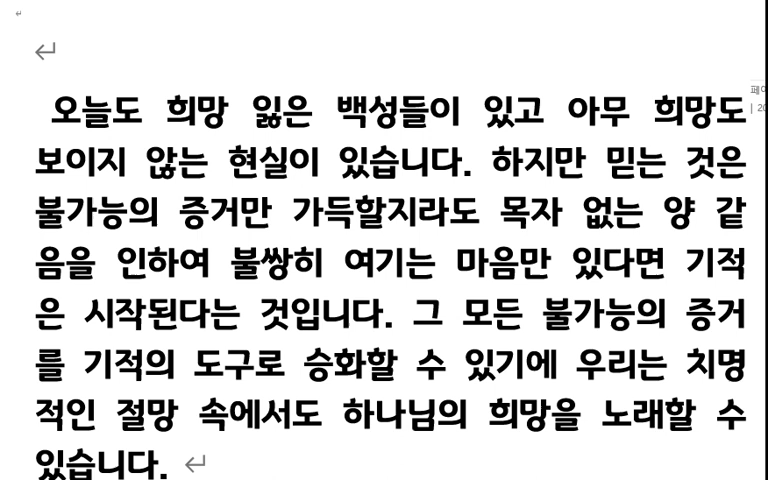 오늘도 희망 잃은 백성들이 있고 아무 희망도
보이지 않는 현실이 있습니다. 하지만 믿는 것은
불가능의 증거만 가득할지라도 목자 없는 양 같
음을 인하여 불쌍히 여기는 마음만 있다면 기적
은 시작된다는 것입니다. 그 모든 불가능의 증거
를 기적의 도구로 승화할 수 있기에 우리는 치명
적인 절망 속에서도 하나님의 희망을 노래할 수
있습니다.